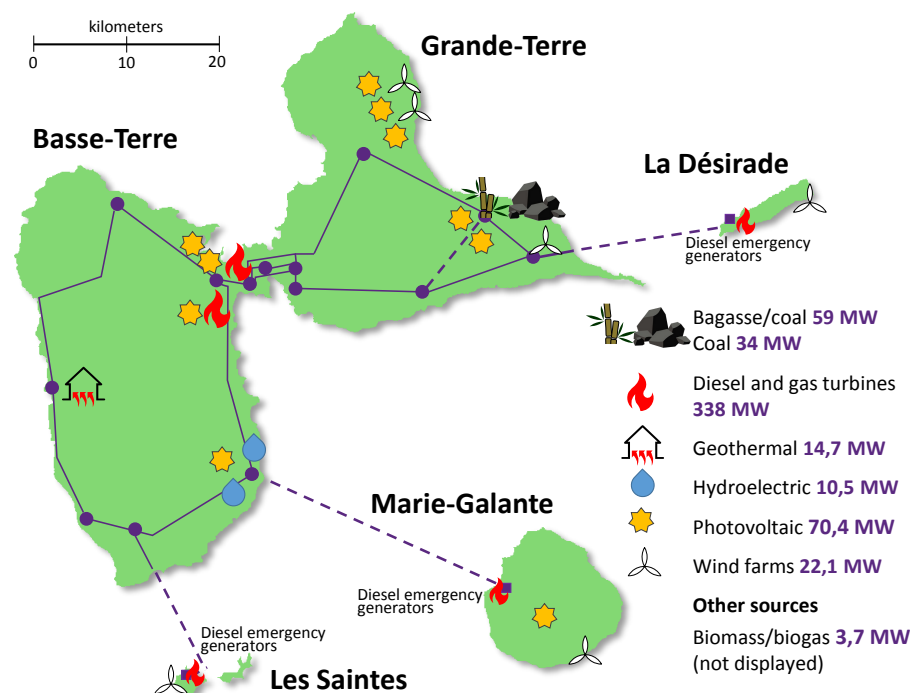 kilometers
0 10 20
Grande-Terre
Basse-Terre
La Désirade
Diesel emergency
generators
Bagasse/coal 59 MW
Coal 34 MW
Diesel and gas turbines
338 MW
Geothermal 14,7 MW
Hydroelectric 10,5 MW
Photovoltaic 70,4 MW
Wind farms 22,1 MW
Other sources
Biomass/biogas 3,7 MW
(not displayed)
Marie-Galante
Diesel emergency
generators
Diesel emergency
generators
Les Saintes